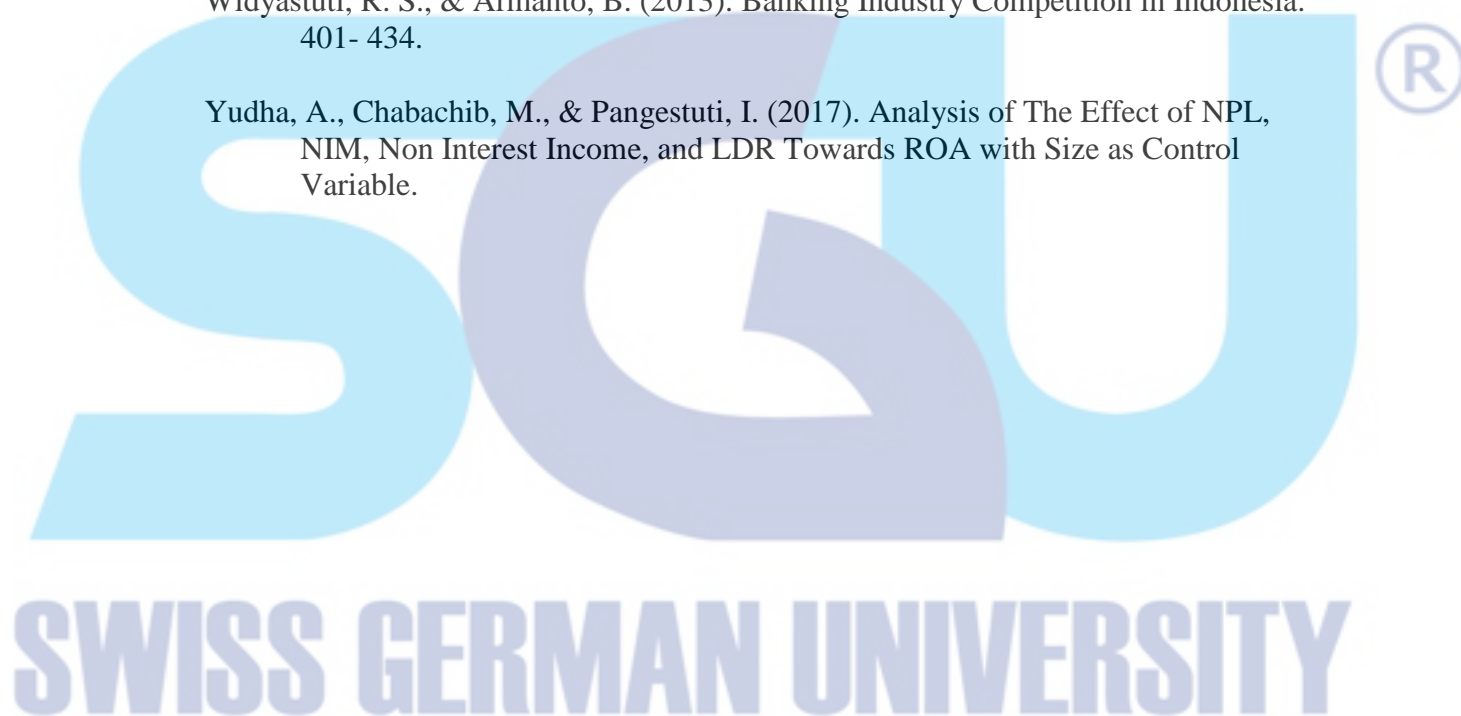 Widyastuti, R. S., & Armanto, B. (2013). Banking Industry Competition in Indonesia.
401- 434.
Yudha, A., Chabachib, M., & Pangestuti, I. (2017). Analysis of The Effect of NPL,
NIM, Non Interest Income, and LDR Towards ROA with Size as Control
Variable.
SGU ®
SWISS GERMAN UNIVERSITY